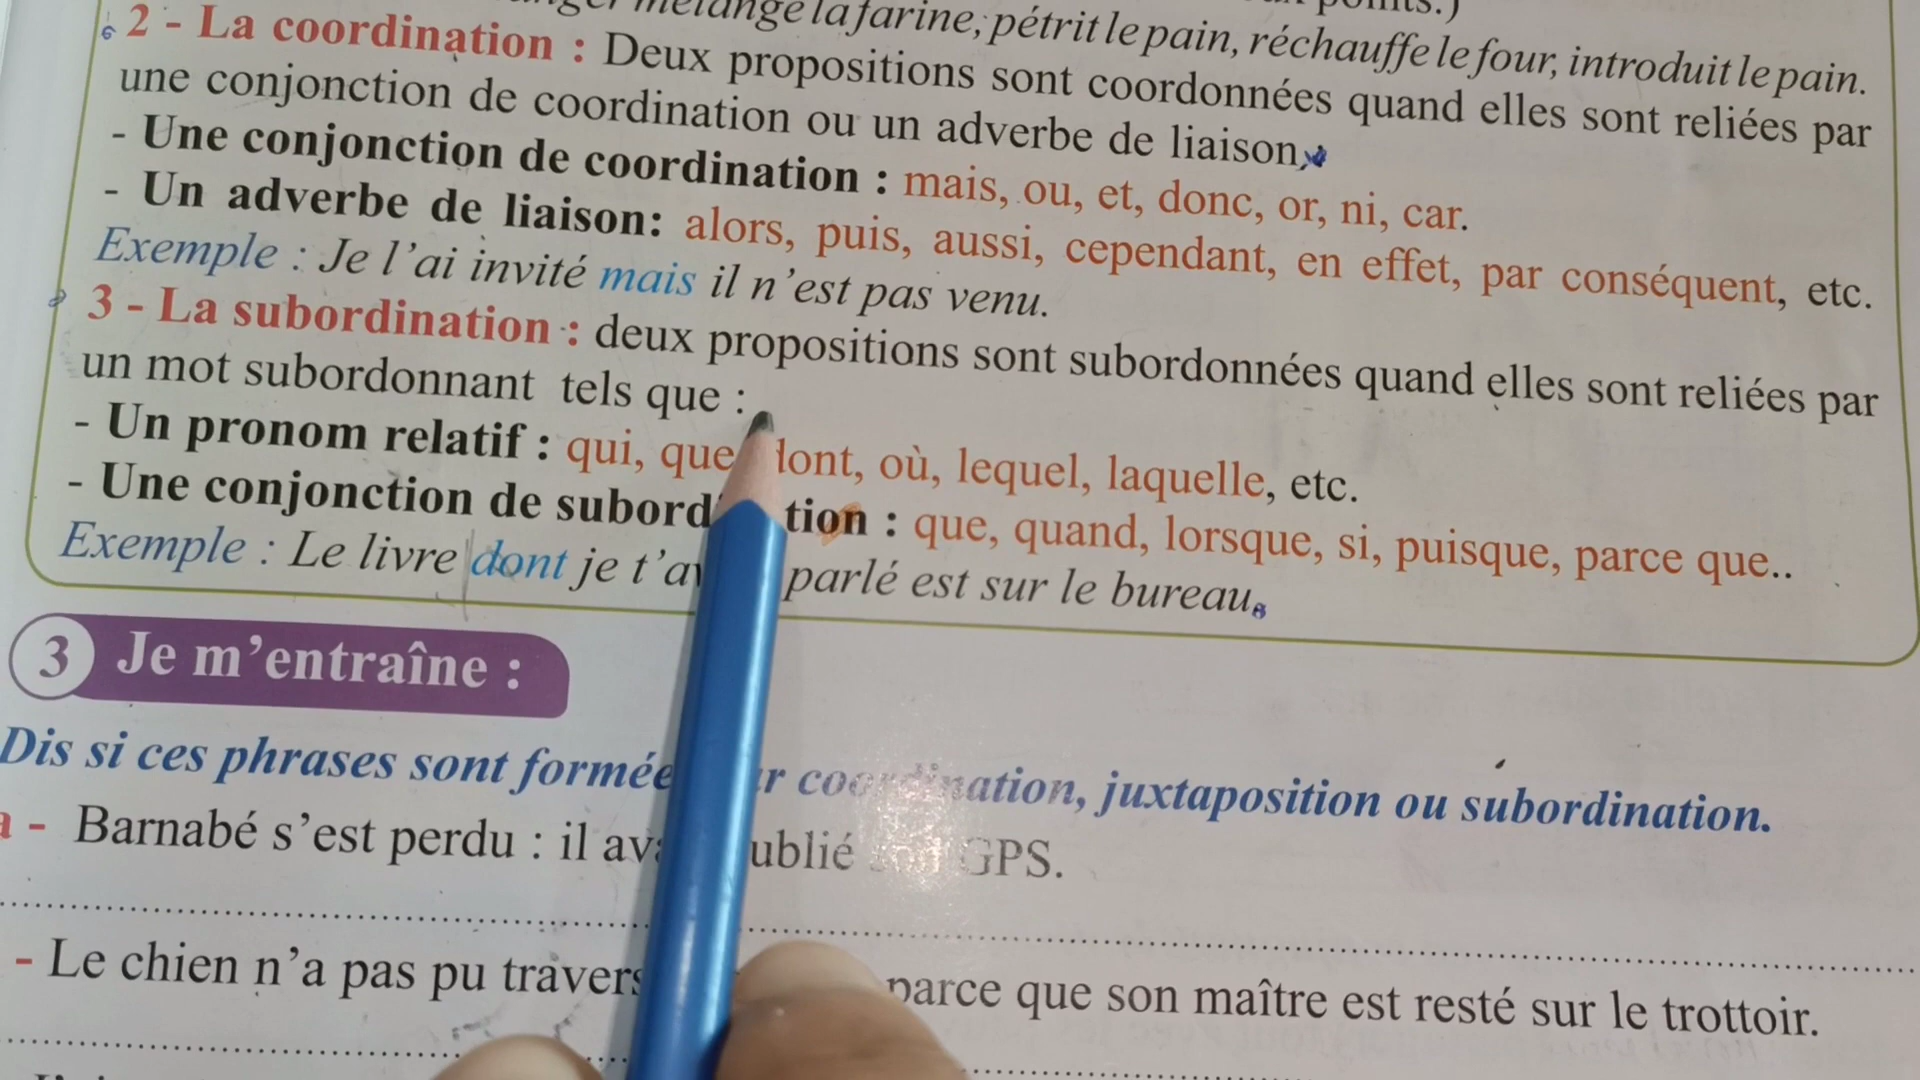 mélange la farine, pétrit le pain, réchauffe le four, introduit le pain.
2 - La coordination : Deux propositions sont coordonnées quand elles sont reliées par
une conjonction de coordination ou un adverbe de liaison
- Une conjonction de coordination : mais, ou, et, donc, or, ni, car.
- Un adverbe de liaison: alors, puis, aussi, cependant, en effet, par conséquent, etc.
Exemple : Je l'ai invité mais il n'est pas venu.
3 - La subordination : deux propositions sont subordonnées quand elles sont reliées par
un mot subordonnant tels que :
- Un pronom relatif : qui, que dont, où, lequel, laquelle, etc.
- Une conjonction de subord tion : que, quand, lorsque, si, puisque, parce que..
Exemple : Le livre dont je t'av parlé est sur le bureau.
3 Je m'entraîne :
Dis si ces phrases sont formée r coordination, juxtaposition ou subordination.
a - Barnabé s'est perdu : il ava ublié GPS.
- Le chien n'a pas pu travers parce que son maître est resté sur le trottoir.